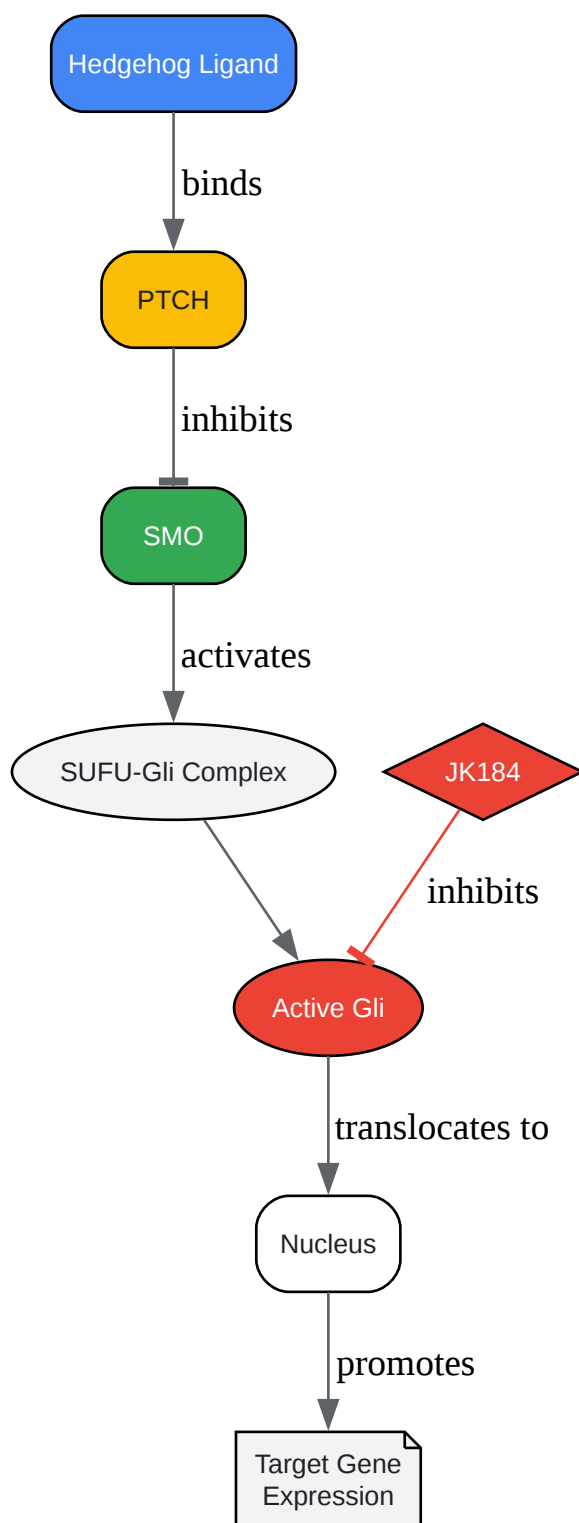 Hedgehog Ligand
binds
PTCH
inhibits
SMO
activates
SUFU-Gli Complex
JK184
inhibits
Active Gli
translocates to
Nucleus
promotes
Target Gene
Expression